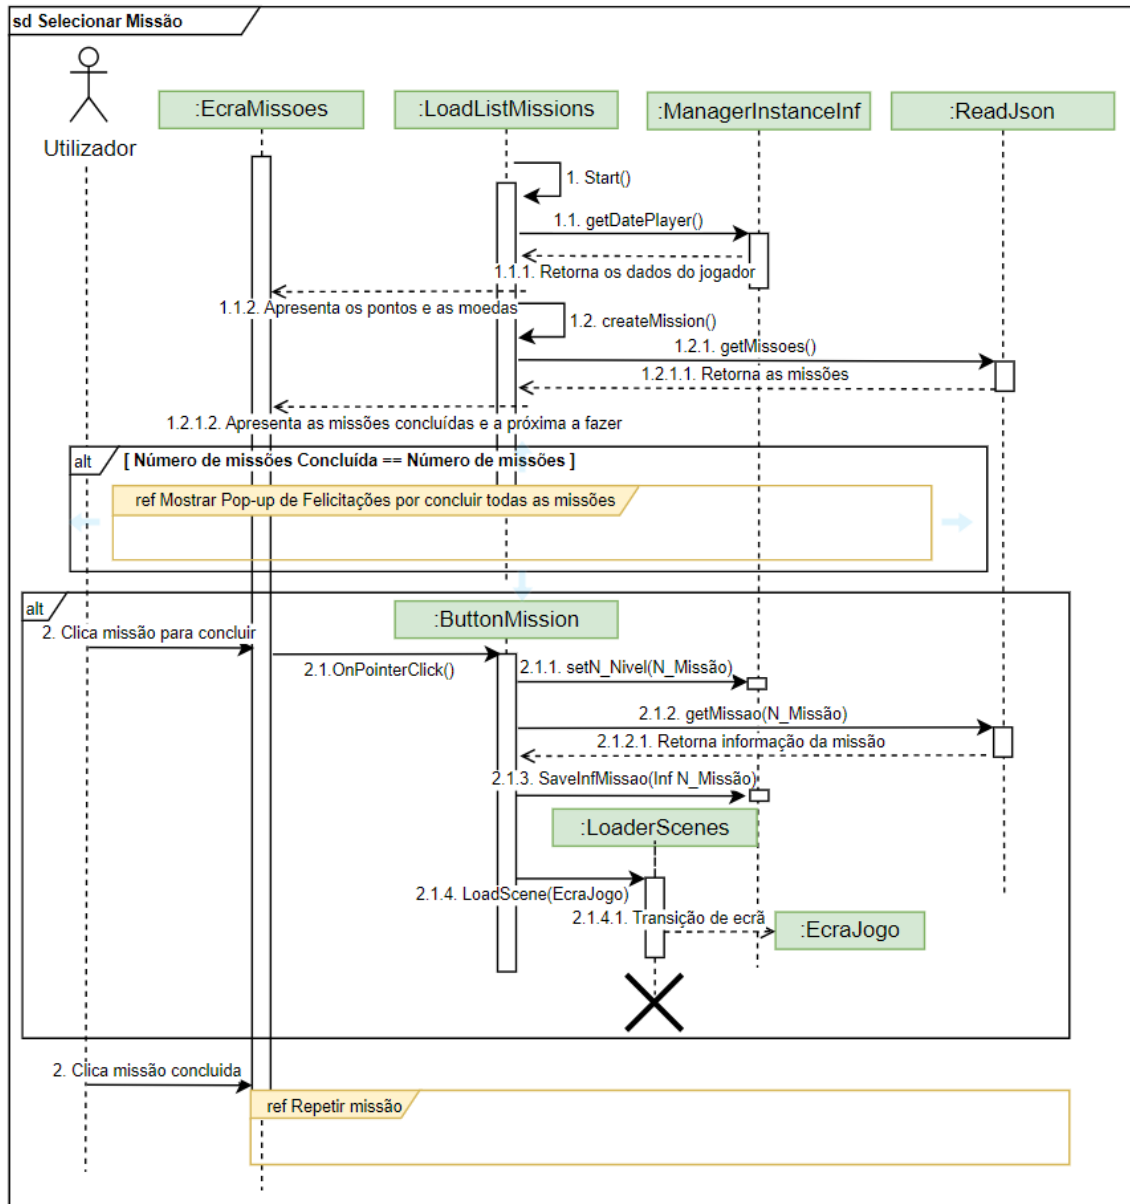 sd Selecionar Missão
Utilizador
:EcraMissoes
:LoadListMissions
:ManagerInstanceInf
:ReadJson
1. Start()
1.1. getDatePlayer()
1.1.1. Retorna os dados do jogador
1.1.2. Apresenta os pontos e as moedas
1.2. createMission()
1.2.1. getMissoes()
1.2.1.1. Retorna as missões
1.2.1.2. Apresenta as missões concluídas e a próxima a fazer
alt
[ Número de missões Concluída == Número de missões ]
ref Mostrar Pop-up de Felicitações por concluir todas as missões
alt
:ButtonMission
2. Clica missão para concluir
2.1.OnPointerClick()
2.1.1. setN_Nivel(N_Missão)
2.1.2. getMissao(N_Missão)
2.1.2.1. Retorna informação da missão
2.1.3. SaveInfMissao(Inf N_Missão)
:LoaderScenes
2.1.4. LoadScene(EcraJogo)
2.1.4.1. Transição de ecrã
:EcraJogo
2. Clica missão concluida
ref Repetir missão